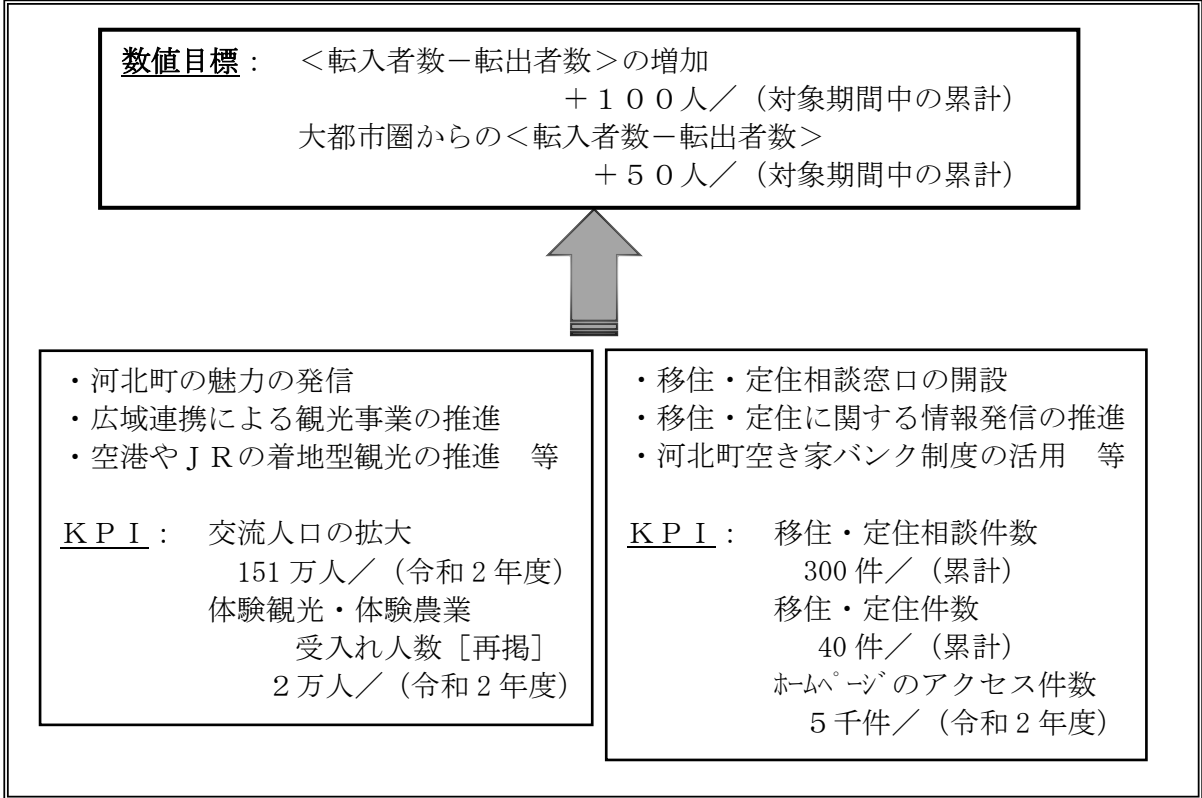 数値目標： ＜転入者数－転出者数＞の増加
＋１００人／（対象期間中の累計）
大都市圏からの＜転入者数－転出者数＞
＋５０人／（対象期間中の累計）
・河北町の魅力の発信
・広域連携による観光事業の推進
・空港やＪＲの着地型観光の推進　等
ＫＰＩ： 交流人口の拡大
151 万人／（令和２年度）
体験観光・体験農業
受入れ人数［再掲］
２万人／（令和２年度）
・移住・定住相談窓口の開設
・移住・定住に関する情報発信の推進
・河北町空き家バンク制度の活用　等
ＫＰＩ： 移住・定住相談件数
300 件／（累計）
移住・定住件数
40 件／（累計）
ﾎｰﾑﾍﾟｰｼﾞのアクセス件数
５千件／（令和２年度）